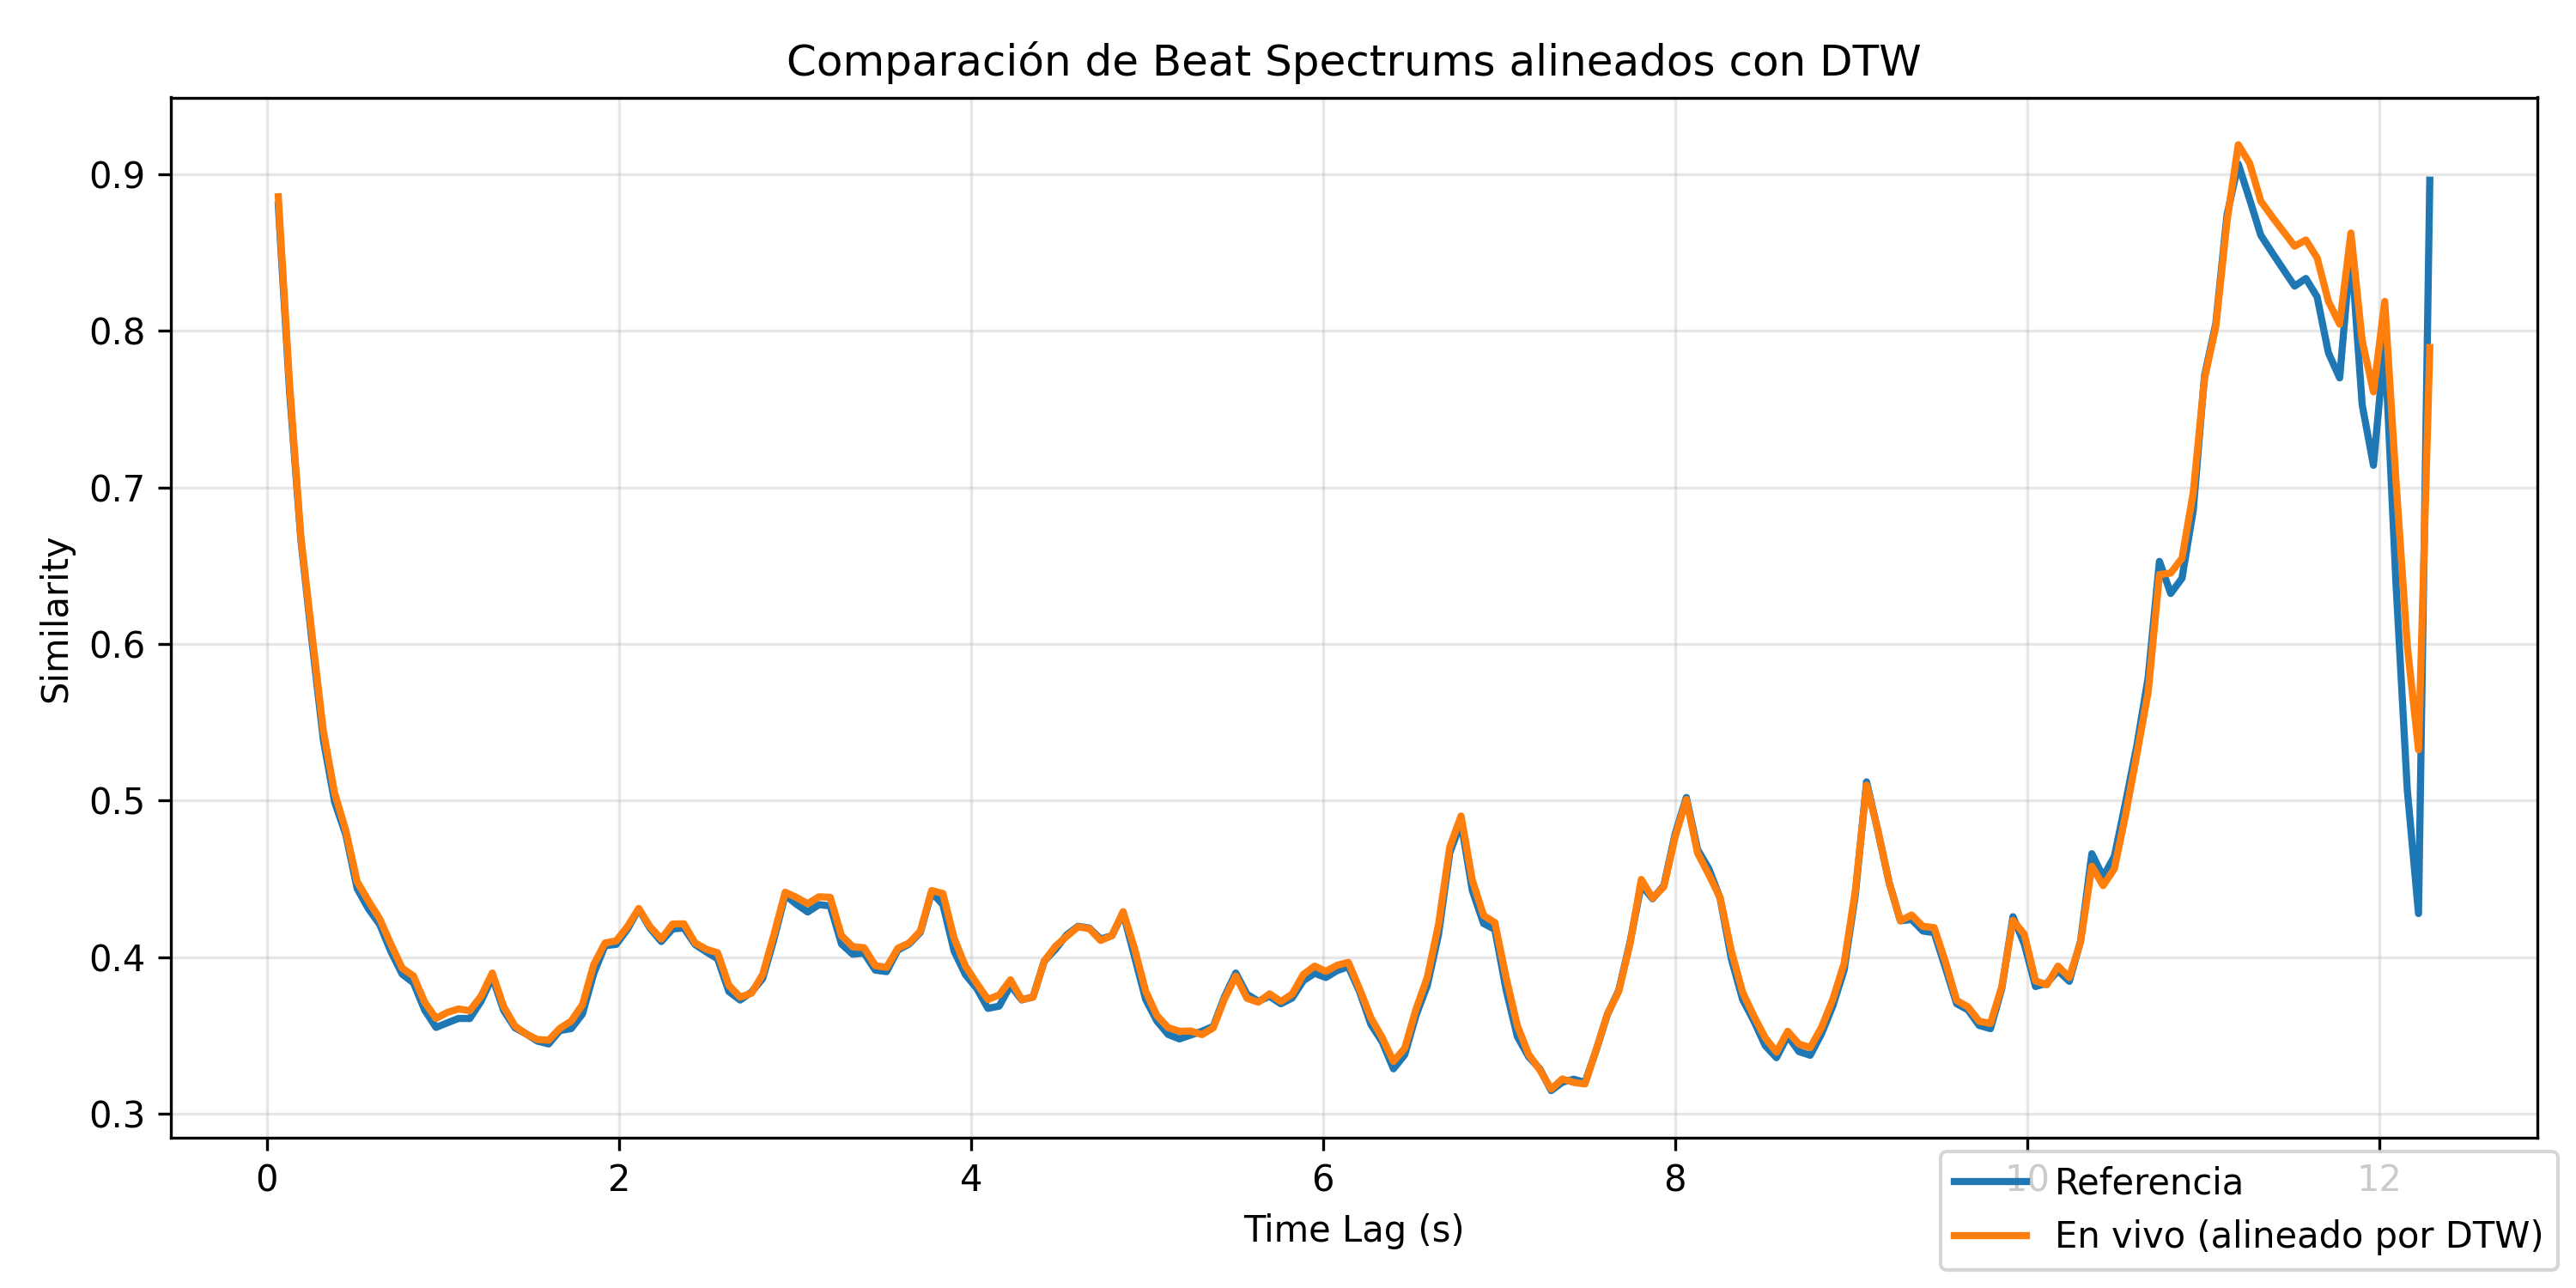 Comparación de Beat Spectrums alineados con DTW
0.9
0.8
0.7
0.6
0.5
0.4
0.3
Similarity
0 2 4 6 8 10 12
Time Lag (s)
Referencia
En vivo (alineado por DTW)